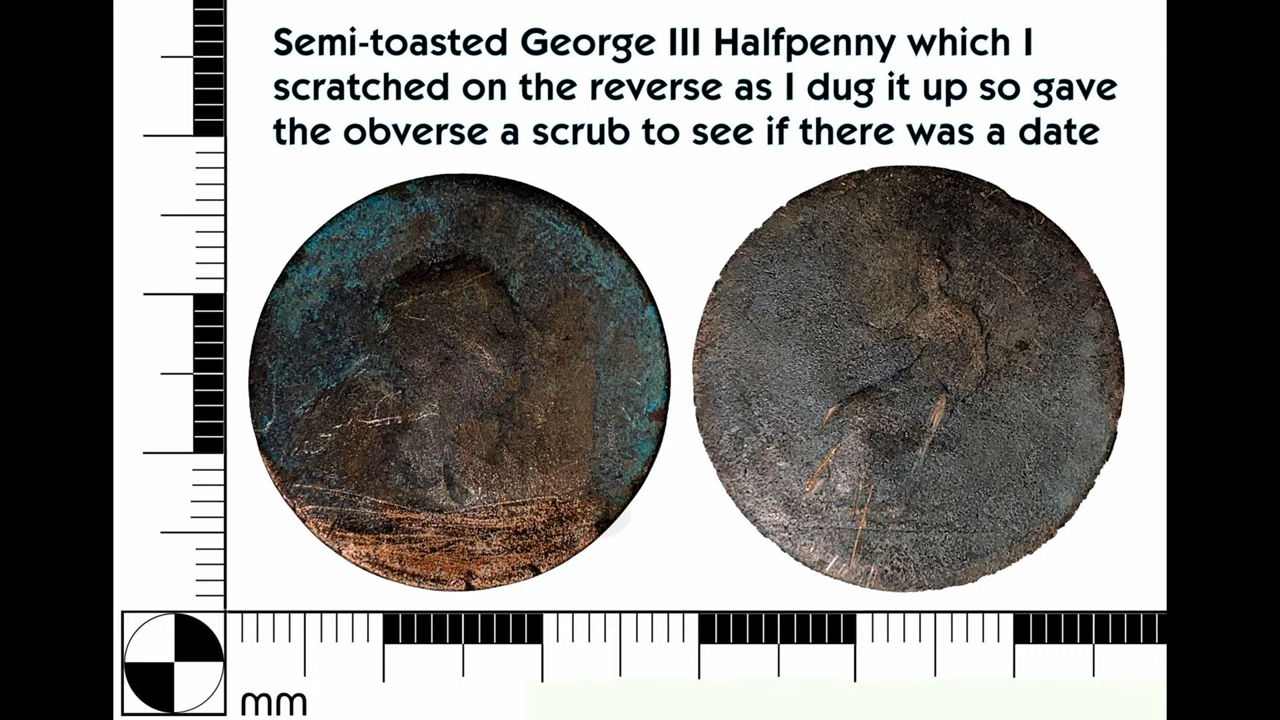 Semi-toasted George III Halfpenny which I
scratched on the reverse as I dug it up so gave
the obverse a scrub to see if there was a date
mm